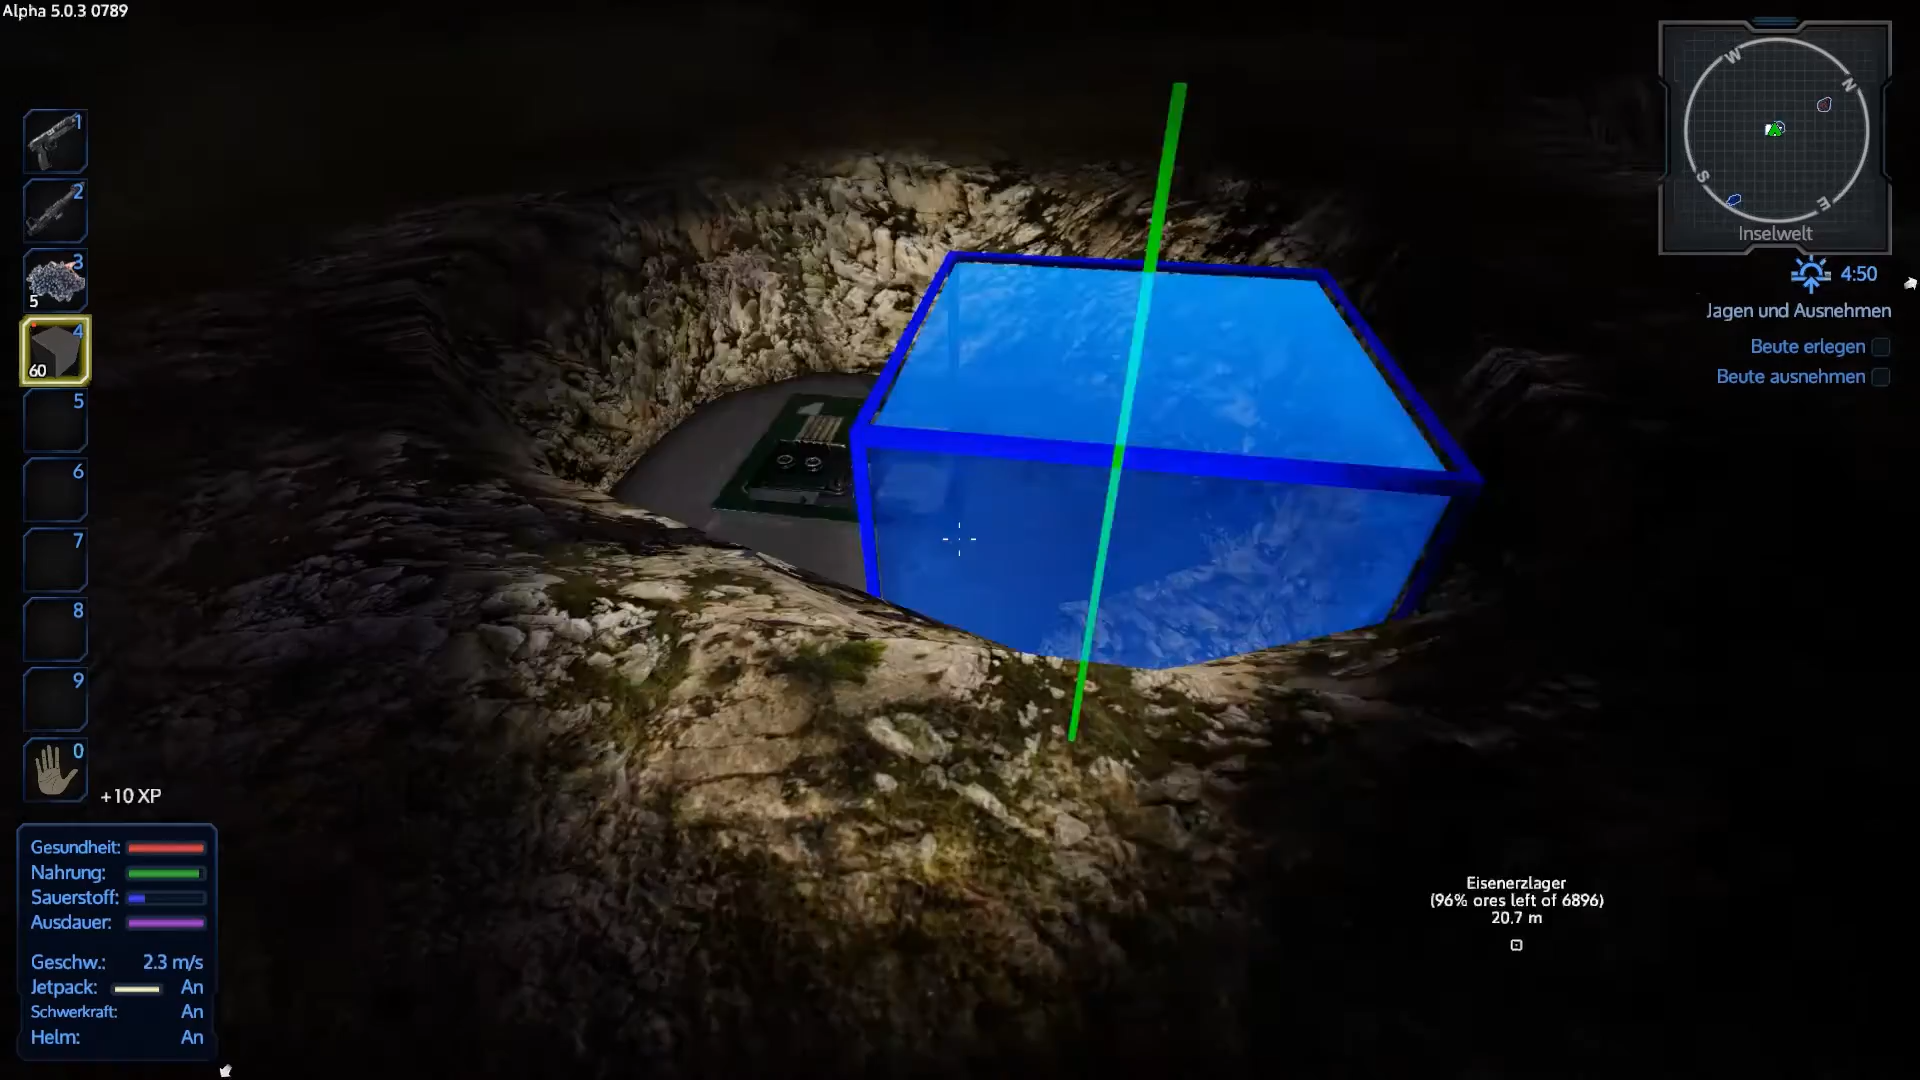 Alpha 5.0.3 0789
1
2
3
5
4
60
5
6
7
8
9
0
+10 XP
Gesundheit:
Nahrung:
Sauerstoff:
Ausdauer:
Geschw.: 2.3 m/s
Jetpack: An
Schwerkraft: An
Helm: An
1
W
N
S
E
Inselwelt
4:50
Jagen und Ausnehmen
Beute erlegen
Beute ausnehmen
Eisenerzlager
(96% ores left of 6896)
20,7 m